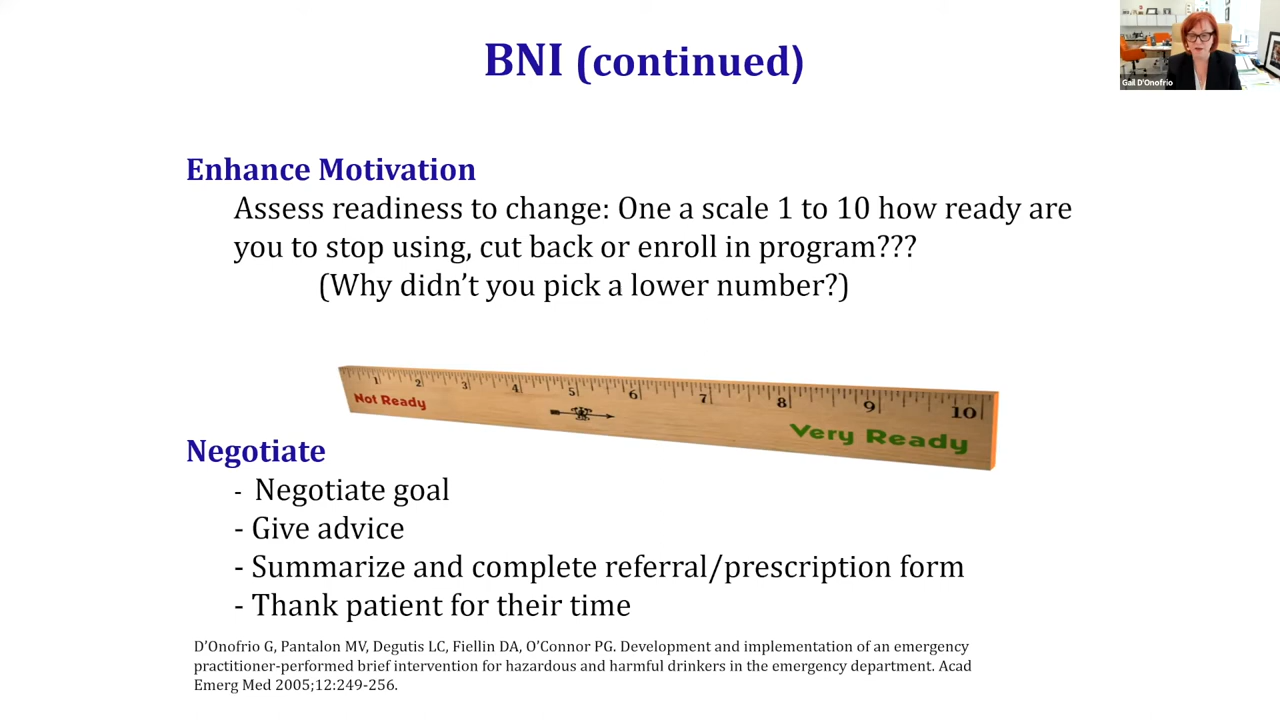 BNI (continued)
Gail D'Onofrio
Enhance Motivation
Assess readiness to change: One a scale 1 to 10 how ready are
you to stop using, cut back or enroll in program???
(Why didn't you pick a lower number?)
1 2 3 4 5 6 7 8 9 10
Not Ready
Very Ready
Negotiate
- Negotiate goal
- Give advice
- Summarize and complete referral/prescription form
- Thank patient for their time
D'Onofrio G, Pantalon MV, Degutis LC, Fiellin DA, O'Connor PG. Development and implementation of an emergency
practitioner-performed brief intervention for hazardous and harmful drinkers in the emergency department. Acad
Emerg Med 2005;12:249-256.